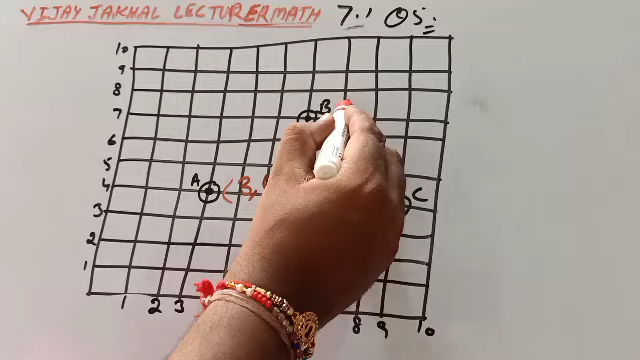 VIJAY JAKHAL LECTURERMATH 7.1 Q5:
10
9
8
7 B
6
5
4 A (3,
3 C
2
1
1 2 3 8 9 10